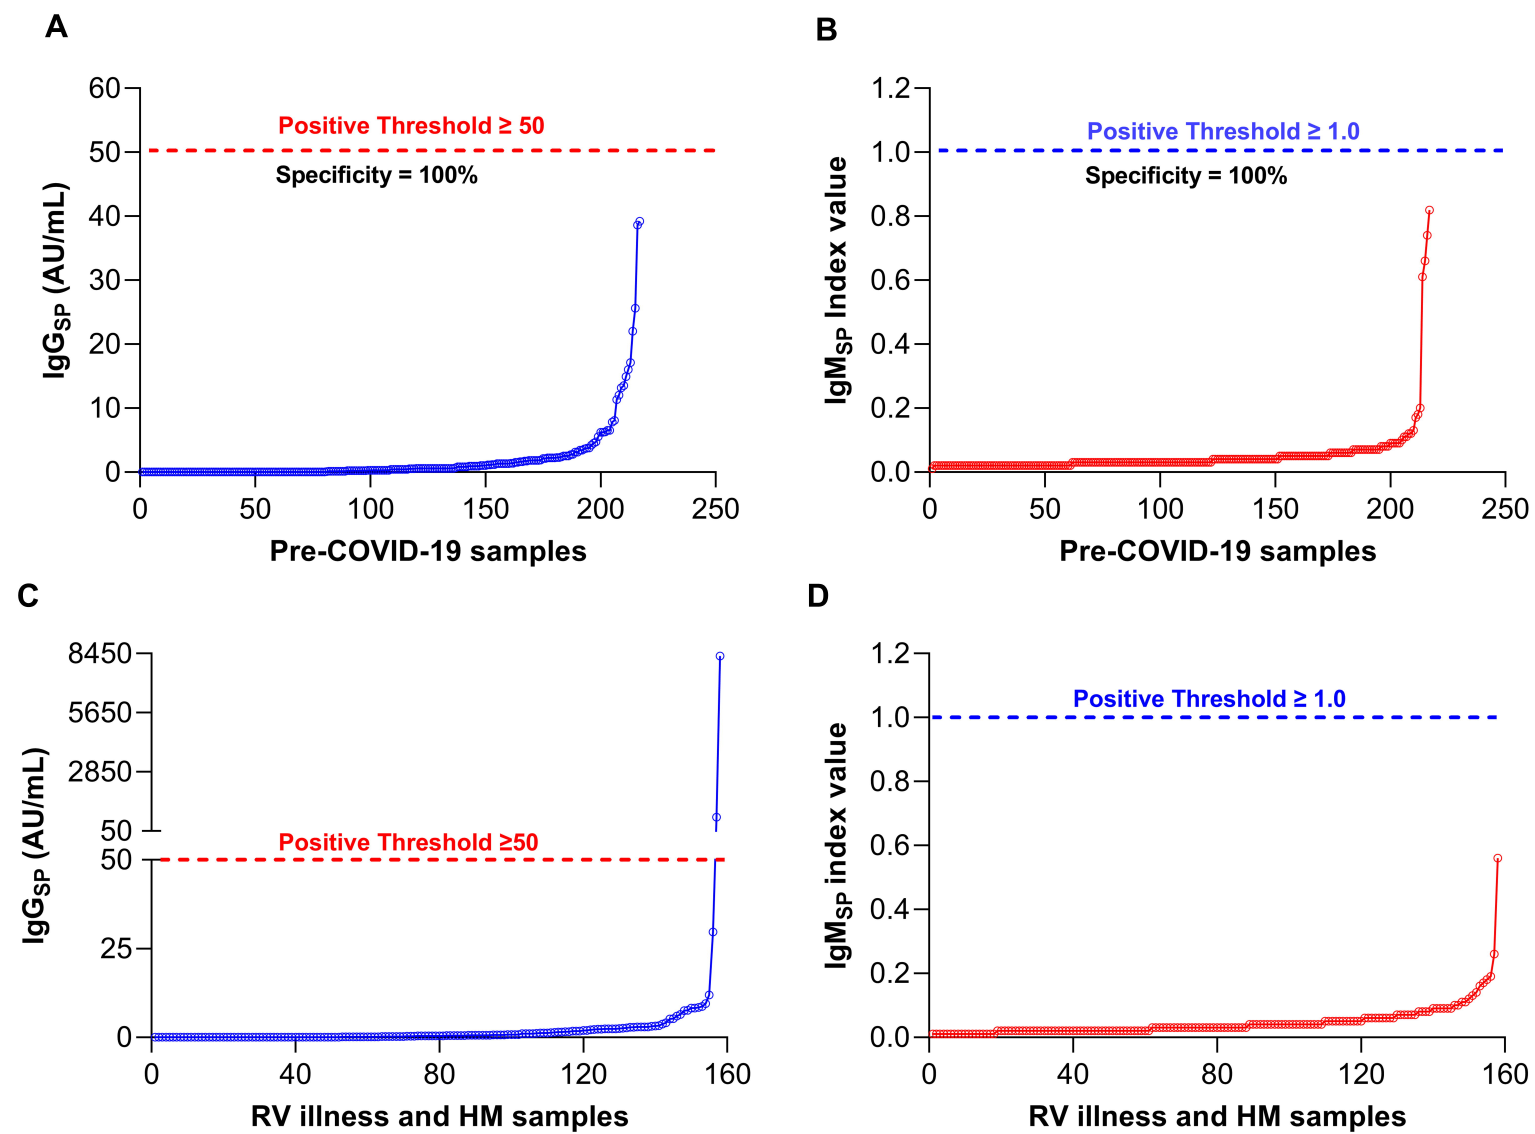 A
60
50
40
30
20
10
0
IgGSP (AU/mL)
Positive Threshold ≥ 50
Specificity = 100%
0 50 100 150 200 250
Pre-COVID-19 samples
B
1.2
1.0
0.8
0.6
0.4
0.2
0.0
IgMSP Index value
Positive Threshold ≥ 1.0
Specificity = 100%
0 50 100 150 200 250
Pre-COVID-19 samples
C
8450
5650
2850
50
50
25
0
IgGSP (AU/mL)
Positive Threshold ≥50
0 40 80 120 160
RV illness and HM samples
D
1.2
1.0
0.8
0.6
0.4
0.2
0.0
IgMSP index value
Positive Threshold ≥ 1.0
0 40 80 120 160
RV illness and HM samples